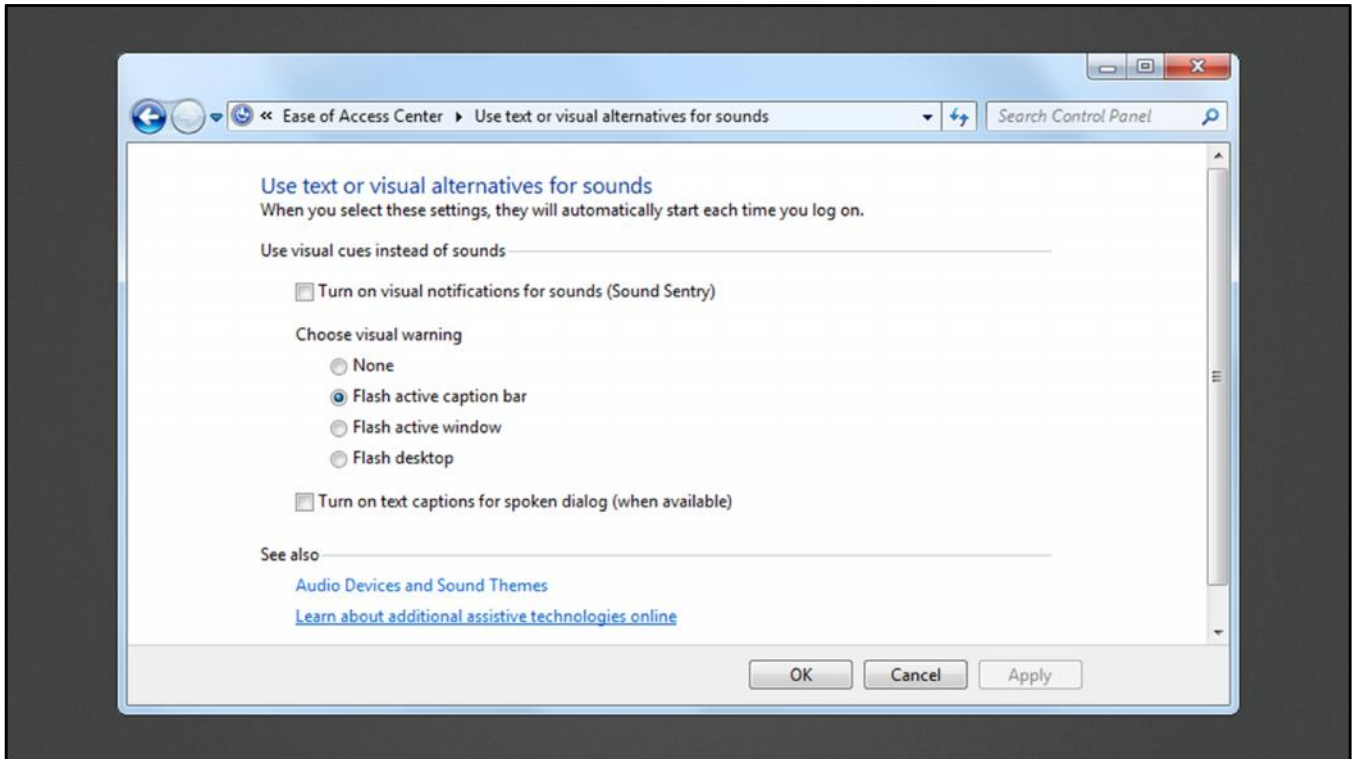 « Ease of Access Center ▸ Use text or visual alternatives for sounds
Search Control Panel
Use text or visual alternatives for sounds
When you select these settings, they will automatically start each time you log on.
Use visual cues instead of sounds
Turn on visual notifications for sounds (Sound Sentry)
Choose visual warning
None
Flash active caption bar
Flash active window
Flash desktop
Turn on text captions for spoken dialog (when available)
See also
Audio Devices and Sound Themes
Learn about additional assistive technologies online
OK Cancel Apply